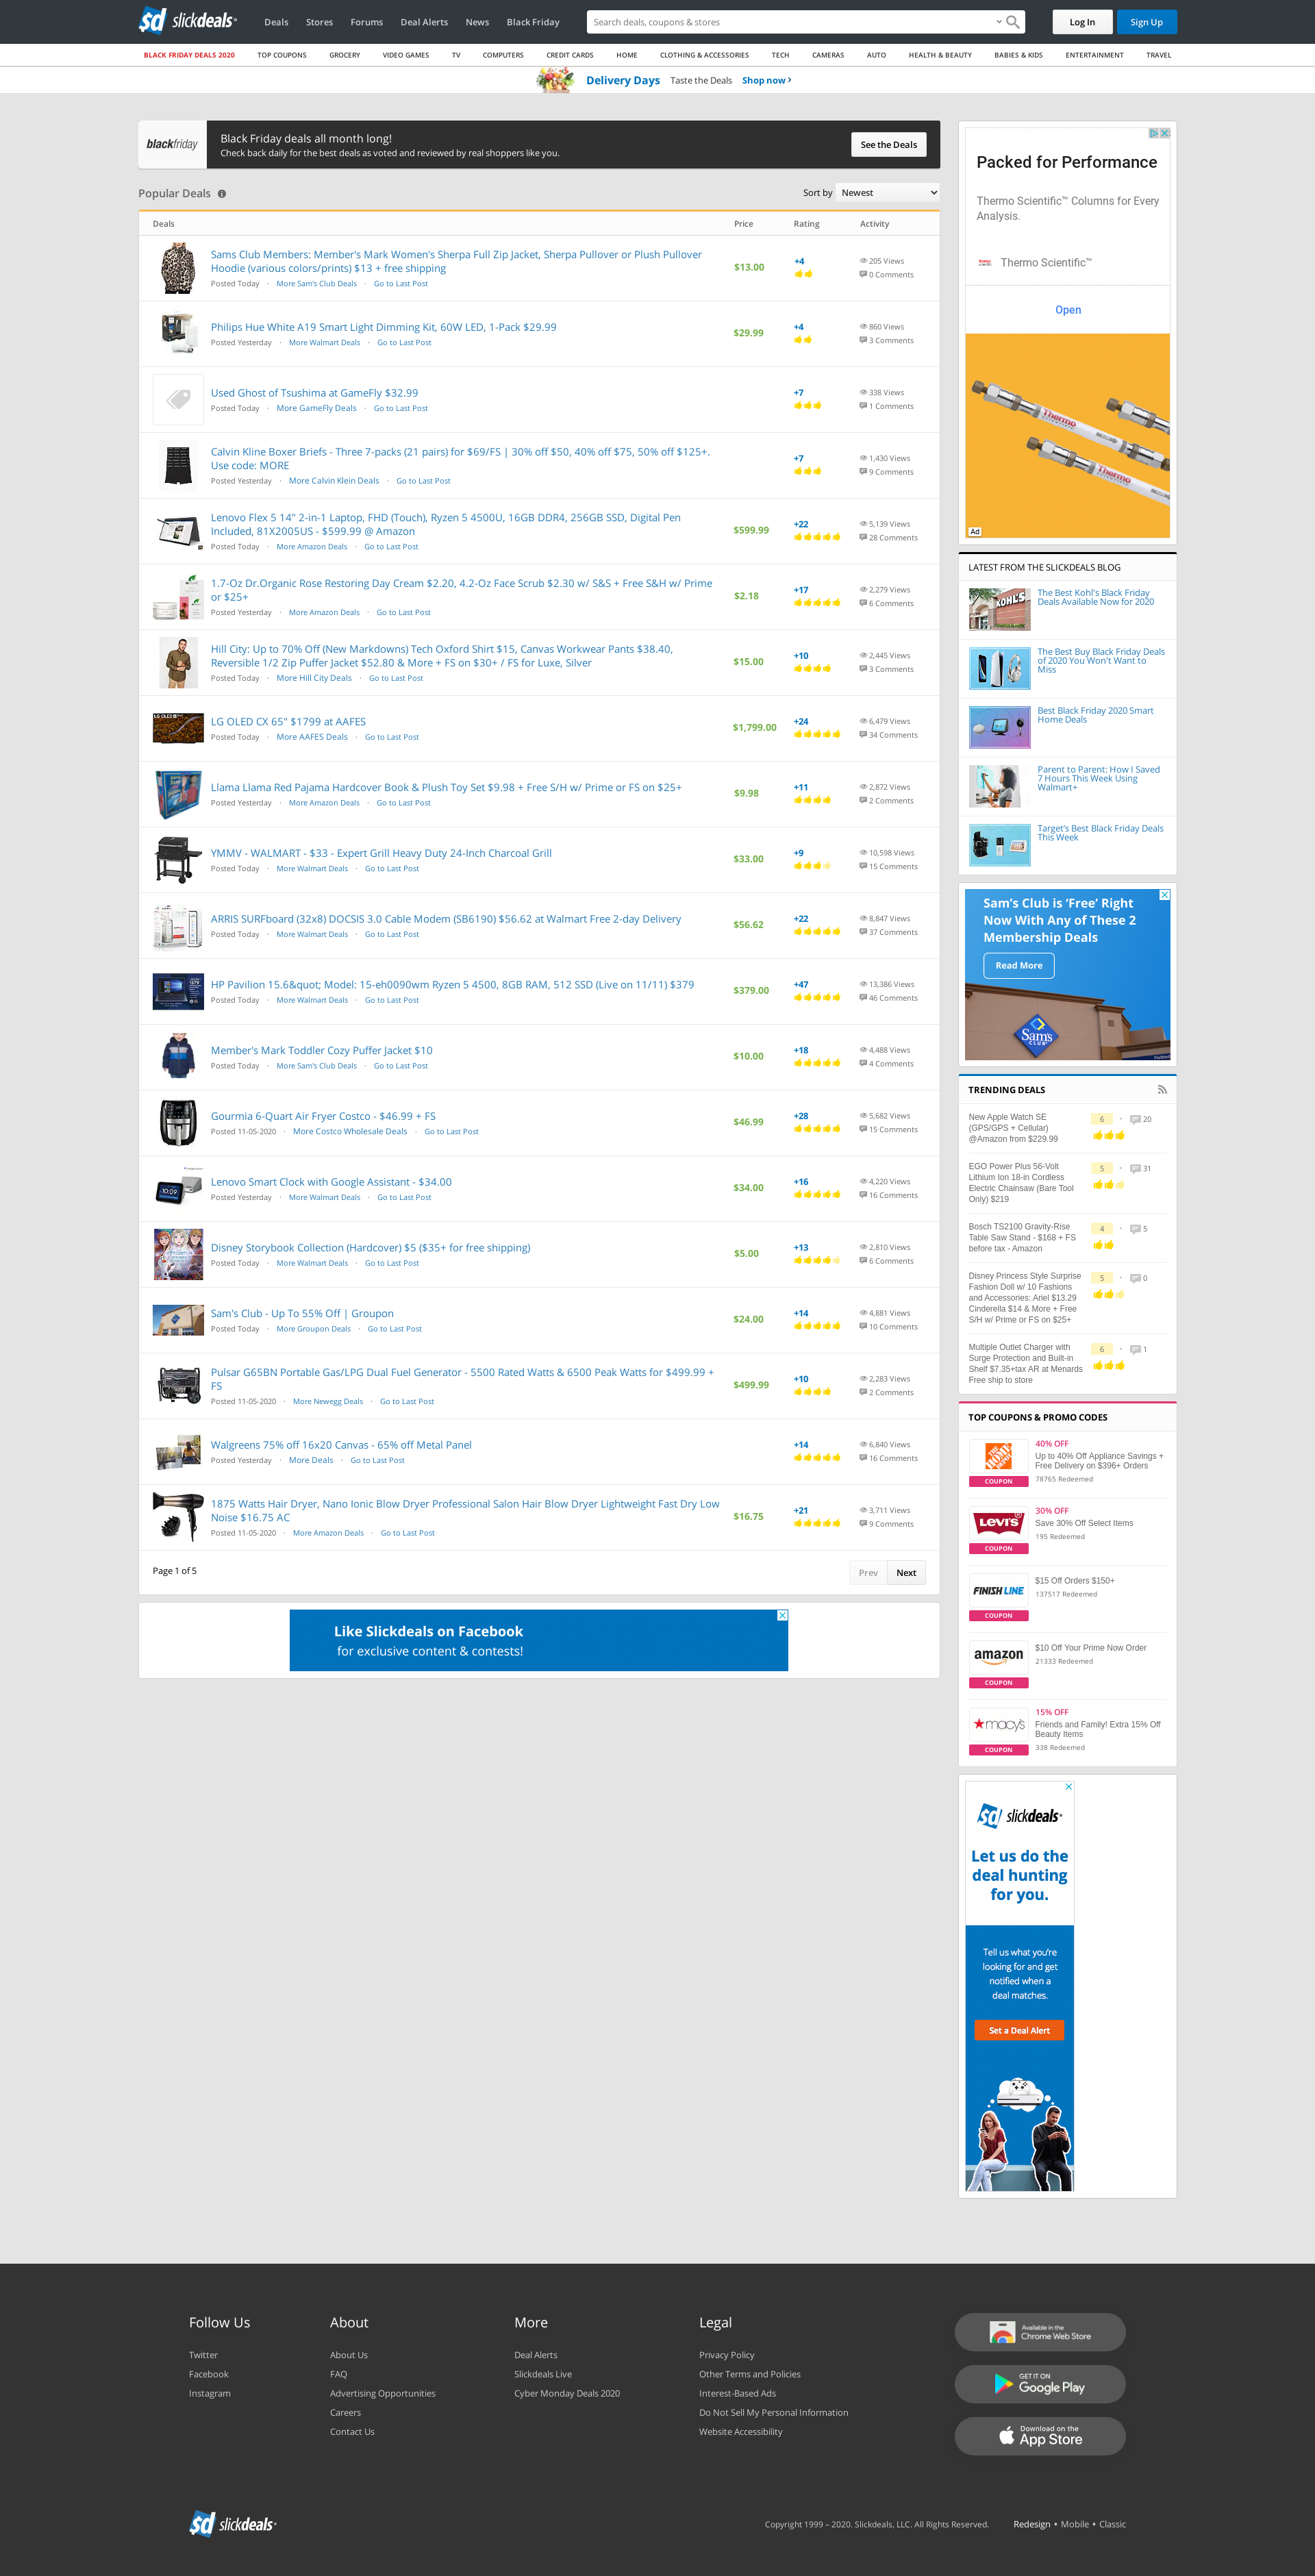 slickdeals
Deals
Stores
Forums
Deal Alerts
News
Black Friday
Search deals, coupons & stores
Log In
Sign Up
BLACK FRIDAY DEALS 2020
TOP COUPONS
GROCERY
VIDEO GAMES
TV
COMPUTERS
CREDIT CARDS
HOME
CLOTHING & ACCESSORIES
TECH
CAMERAS
AUTO
HEALTH & BEAUTY
BABIES & KIDS
ENTERTAINMENT
TRAVEL
Delivery Days Taste the Deals Shop now
blackfriday
Black Friday deals all month long!
Check back daily for the best deals as voted and reviewed by real shoppers like you.
See the Deals
Popular Deals
Sort by Newest
Deals Price Rating Activity
Sams Club Members: Member's Mark Women's Sherpa Full Zip Jacket, Sherpa Pullover or Plush Pullover
Hoodie (various colors/prints) $13 + free shipping
Posted Today · More Sam's Club Deals · Go to Last Post
$13.00
+4
205 Views
0 Comments
Philips Hue White A19 Smart Light Dimming Kit, 60W LED, 1-Pack $29.99
Posted Yesterday · More Walmart Deals · Go to Last Post
$29.99
+4
860 Views
3 Comments
Used Ghost of Tsushima at GameFly $32.99
Posted Today · More GameFly Deals · Go to Last Post
+7
338 Views
1 Comments
Calvin Kline Boxer Briefs - Three 7-packs (21 pairs) for $69/FS | 30% off $50, 40% off $75, 50% off $125+.
Use code: MORE
Posted Yesterday · More Calvin Klein Deals · Go to Last Post
+7
1,430 Views
9 Comments
Lenovo Flex 5 14" 2-in-1 Laptop, FHD (Touch), Ryzen 5 4500U, 16GB DDR4, 256GB SSD, Digital Pen
Included, 81X2005US - $599.99 @ Amazon
Posted Today · More Amazon Deals · Go to Last Post
$599.99
+22
5,139 Views
28 Comments
1.7-Oz Dr.Organic Rose Restoring Day Cream $2.20, 4.2-Oz Face Scrub $2.30 w/ S&S + Free S&H w/ Prime
or $25+
Posted Yesterday · More Amazon Deals · Go to Last Post
$2.18
+17
2,279 Views
6 Comments
Hill City: Up to 70% Off (New Markdowns) Tech Oxford Shirt $15, Canvas Workwear Pants $38.40,
Reversible 1/2 Zip Puffer Jacket $52.80 & More + FS on $30+ / FS for Luxe, Silver
Posted Today · More Hill City Deals · Go to Last Post
$15.00
+10
2,445 Views
3 Comments
LG OLED CX 65" $1799 at AAFES
Posted Today · More AAFES Deals · Go to Last Post
$1,799.00
+24
6,479 Views
34 Comments
Llama Llama Red Pajama Hardcover Book & Plush Toy Set $9.98 + Free S/H w/ Prime or FS on $25+
Posted Yesterday · More Amazon Deals · Go to Last Post
$9.98
+11
2,872 Views
2 Comments
YMMV - WALMART - $33 - Expert Grill Heavy Duty 24-Inch Charcoal Grill
Posted Today · More Walmart Deals · Go to Last Post
$33.00
+9
10,598 Views
15 Comments
ARRIS SURFboard (32x8) DOCSIS 3.0 Cable Modem (SB6190) $56.62 at Walmart Free 2-day Delivery
Posted Today · More Walmart Deals · Go to Last Post
$56.62
+22
8,847 Views
37 Comments
HP Pavilion 15.6&quot; Model: 15-eh0090wm Ryzen 5 4500, 8GB RAM, 512 SSD (Live on 11/11) $379
Posted Today · More Walmart Deals · Go to Last Post
$379.00
+47
13,386 Views
46 Comments
Member's Mark Toddler Cozy Puffer Jacket $10
Posted Today · More Sam's Club Deals · Go to Last Post
$10.00
+18
4,488 Views
4 Comments
Gourmia 6-Quart Air Fryer Costco - $46.99 + FS
Posted 11-05-2020 · More Costco Wholesale Deals · Go to Last Post
$46.99
+28
5,682 Views
15 Comments
Lenovo Smart Clock with Google Assistant - $34.00
Posted Yesterday · More Walmart Deals · Go to Last Post
$34.00
+16
4,220 Views
16 Comments
Disney Storybook Collection (Hardcover) $5 ($35+ for free shipping)
Posted Today · More Walmart Deals · Go to Last Post
$5.00
+13
2,810 Views
6 Comments
Sam's Club - Up To 55% Off | Groupon
Posted Today · More Groupon Deals · Go to Last Post
$24.00
+14
4,881 Views
10 Comments
Pulsar G65BN Portable Gas/LPG Dual Fuel Generator - 5500 Rated Watts & 6500 Peak Watts for $499.99 +
FS
Posted 11-05-2020 · More Newegg Deals · Go to Last Post
$499.99
+10
2,283 Views
2 Comments
Walgreens 75% off 16x20 Canvas - 65% off Metal Panel
Posted Yesterday · More Deals · Go to Last Post
+14
6,840 Views
16 Comments
1875 Watts Hair Dryer, Nano Ionic Blow Dryer Professional Salon Hair Blow Dryer Lightweight Fast Dry Low
Noise $16.75 AC
Posted 11-05-2020 · More Amazon Deals · Go to Last Post
$16.75
+21
3,711 Views
9 Comments
Page 1 of 5
Prev
Next
Like Slickdeals on Facebook
for exclusive content & contests!
Packed for Performance
Thermo Scientific™ Columns for Every
Analysis.
Thermo Scientific™
Open
Thermo
Thermo
Thermo
Ad
LATEST FROM THE SLICKDEALS BLOG
KOHL'S
The Best Kohl's Black Friday
Deals Available Now for 2020
The Best Buy Black Friday Deals
of 2020 You Won't Want to
Miss
Best Black Friday 2020 Smart
Home Deals
Parent to Parent: How I Saved
7 Hours This Week Using
Walmart+
Target's Best Black Friday Deals
This Week
Sam's Club is 'Free' Right
Now With Any of These 2
Membership Deals
Read More
Sam's
CLUB
TRENDING DEALS
New Apple Watch SE
(GPS/GPS + Cellular)
@Amazon from $229.99
6 · 20
EGO Power Plus 56-Volt
Lithium Ion 18-in Cordless
Electric Chainsaw (Bare Tool
Only) $219
5 · 31
Bosch TS2100 Gravity-Rise
Table Saw Stand - $168 + FS
before tax - Amazon
4 · 5
Disney Princess Style Surprise
Fashion Doll w/ 10 Fashions
and Accessories: Ariel $13.29
Cinderella $14 & More + Free
S/H w/ Prime or FS on $25+
5 · 0
Multiple Outlet Charger with
Surge Protection and Built-in
Shelf $7.35+tax AR at Menards
Free ship to store
6 · 1
TOP COUPONS & PROMO CODES
COUPON
40% OFF
Up to 40% Off Appliance Savings +
Free Delivery on $396+ Orders
78765 Redeemed
LEVI'S
COUPON
30% OFF
Save 30% Off Select Items
195 Redeemed
FINISH LINE
COUPON
$15 Off Orders $150+
137517 Redeemed
amazon
COUPON
$10 Off Your Prime Now Order
21333 Redeemed
macy's
COUPON
15% OFF
Friends and Family! Extra 15% Off
Beauty Items
338 Redeemed
slickdeals
Let us do the
deal hunting
for you.
Tell us what you're
looking for and get
notified when a
deal matches.
Set a Deal Alert
Follow Us
Twitter
Facebook
Instagram
About
About Us
FAQ
Advertising Opportunities
Careers
Contact Us
More
Deal Alerts
Slickdeals Live
Cyber Monday Deals 2020
Legal
Privacy Policy
Other Terms and Policies
Interest-Based Ads
Do Not Sell My Personal Information
Website Accessibility
Available in the
Chrome Web Store
GET IT ON
Google Play
Download on the
App Store
slickdeals
Copyright 1999 – 2020. Slickdeals, LLC. All Rights Reserved.
Redesign • Mobile • Classic